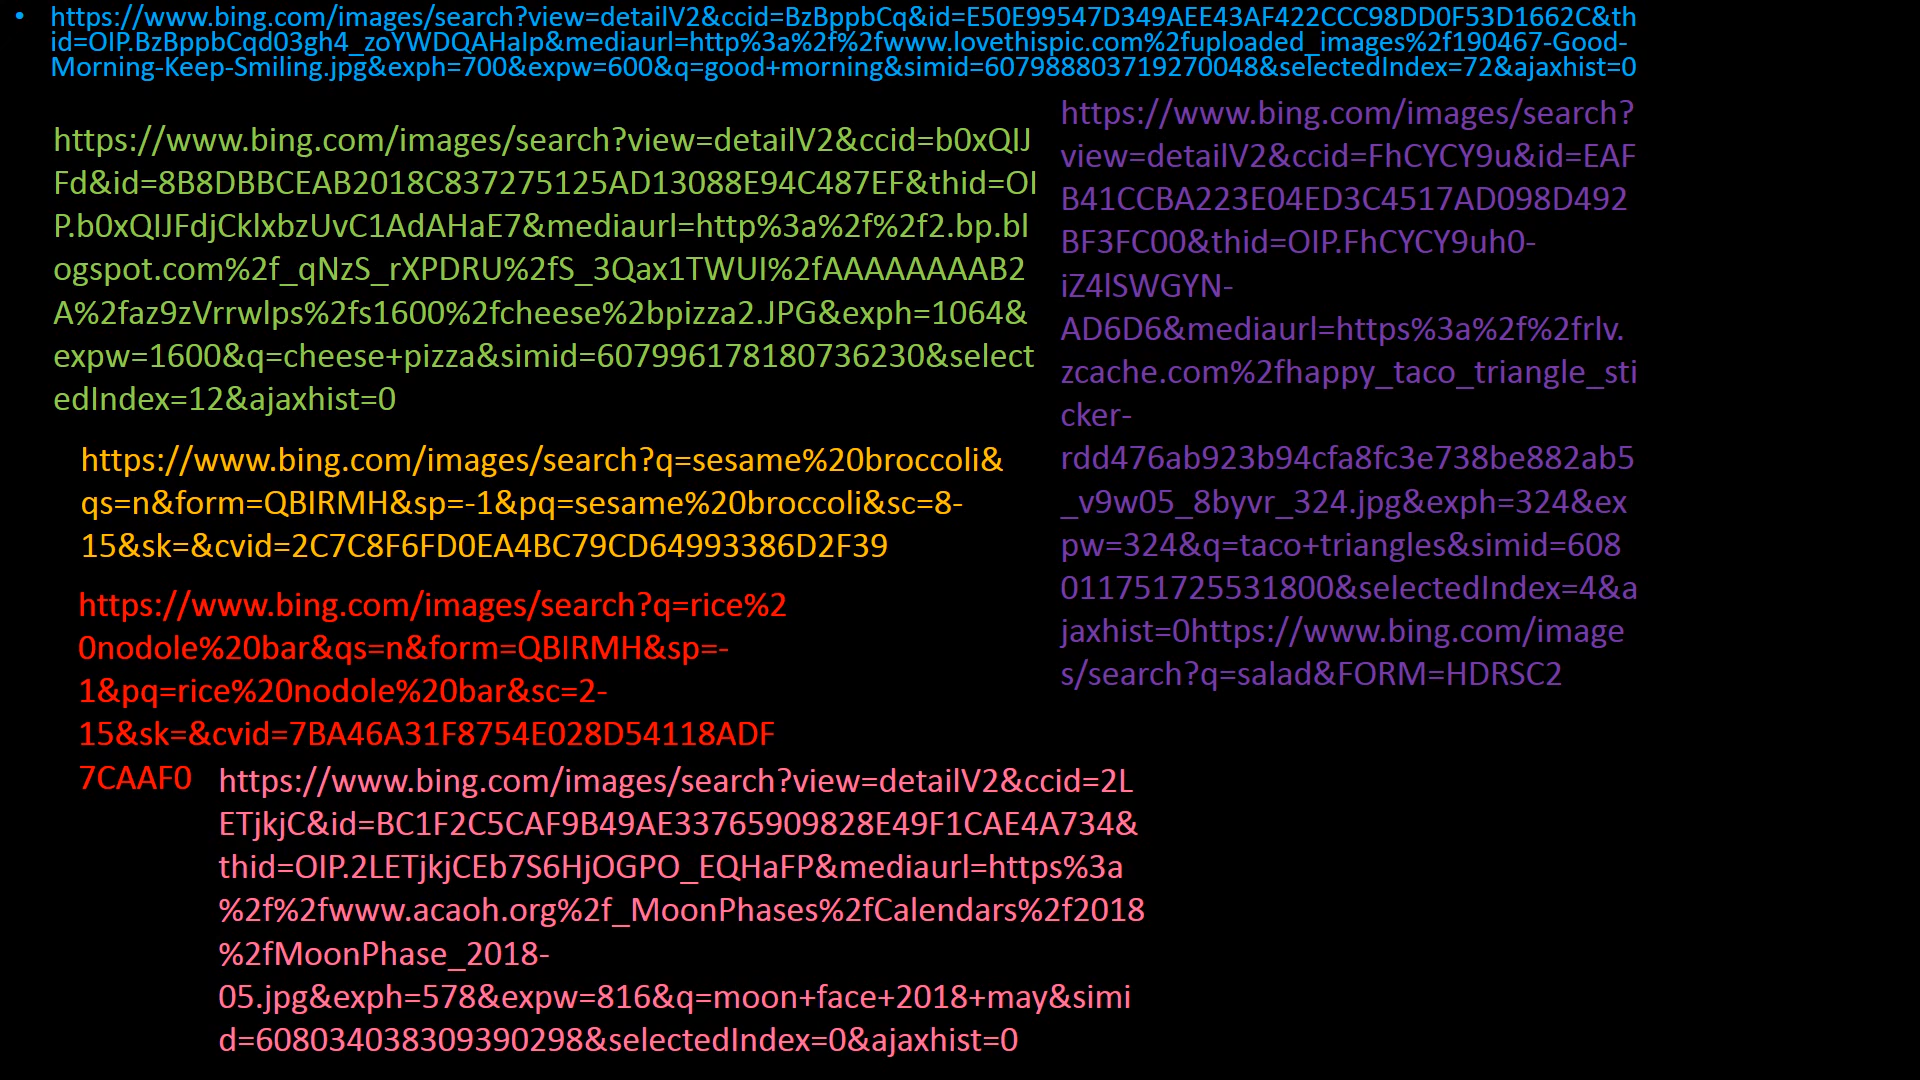 • https://www.bing.com/images/search?view=detailV2&ccid=BzBppbCq&id=E50E99547D349AEE43AF422CCC98DD0F53D1662C&th
id=OIP.BzBppbCqd03gh4_zoYWDQAHaIp&mediaurl=http%3a%2f%2fwww.lovethispic.com%2fuploaded_images%2f190467-Good-
Morning-Keep-Smiling.jpg&exph=700&expw=600&q=good+morning&simid=607988803719270048&selectedIndex=72&ajaxhist=0
https://www.bing.com/images/search?view=detailV2&ccid=b0xQIJ
Fd&id=8B8DBBCEAB2018C837275125AD13088E94C487EF&thid=OI
P.b0xQIJFdjCkIxbzUvC1AdAHaE7&mediaurl=http%3a%2f%2f2.bp.bl
ogspot.com%2f_qNzS_rXPDRU%2fS_3Qax1TWUI%2fAAAAAAAAB2
A%2faz9zVrrwlps%2fs1600%2fcheese%2bpizza2.JPG&exph=1064&
expw=1600&q=cheese+pizza&simid=607996178180736230&select
edIndex=12&ajaxhist=0
https://www.bing.com/images/search?q=sesame%20broccoli&
qs=n&form=QBIRMH&sp=-1&pq=sesame%20broccoli&sc=8-
15&sk=&cvid=2C7C8F6FD0EA4BC79CD64993386D2F39
https://www.bing.com/images/search?q=rice%2
0nodole%20bar&qs=n&form=QBIRMH&sp=-
1&pq=rice%20nodole%20bar&sc=2-
15&sk=&cvid=7BA46A31F8754E028D54118ADF
7CAAF0
https://www.bing.com/images/search?view=detailV2&ccid=2L
ETjkjC&id=BC1F2C5CAF9B49AE33765909828E49F1CAE4A734&
thid=OIP.2LETjkjCEb7S6HjOGPO_EQHaFP&mediaurl=https%3a
%2f%2fwww.acaoh.org%2f_MoonPhases%2fCalendars%2f2018
%2fMoonPhase_2018-
05.jpg&exph=578&expw=816&q=moon+face+2018+may&simi
d=608034038309390298&selectedIndex=0&ajaxhist=0
https://www.bing.com/images/search?
view=detailV2&ccid=FhCYCY9u&id=EAF
B41CCBA223E04ED3C4517AD098D492
BF3FC00&thid=OIP.FhCYCY9uh0-
iZ4lSWGYN-
AD6D6&mediaurl=https%3a%2f%2frlv.
zcache.com%2fhappy_taco_triangle_sti
cker-
rdd476ab923b94cfa8fc3e738be882ab5
_v9w05_8byvr_324.jpg&exph=324&ex
pw=324&q=taco+triangles&simid=608
011751725531800&selectedIndex=4&a
jaxhist=0https://www.bing.com/image
s/search?q=salad&FORM=HDRSC2